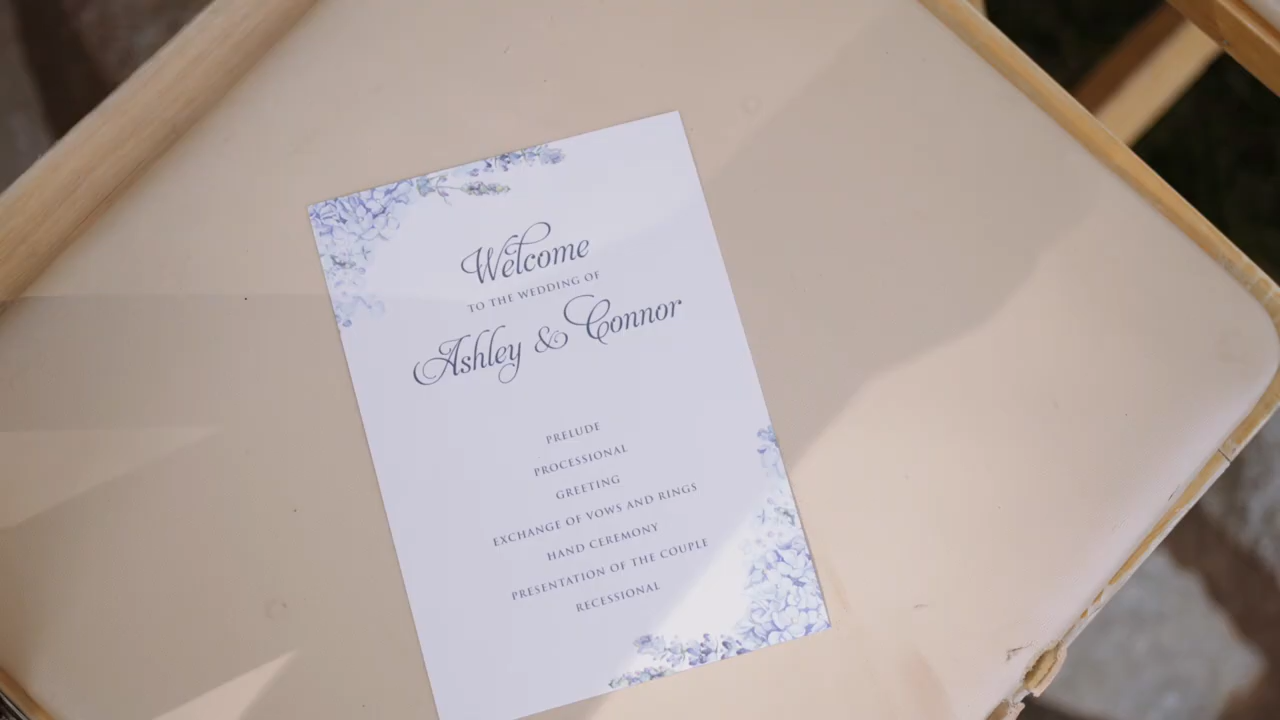 Welcome
TO THE WEDDING OF
Ashley & Connor
PRELUDE
PROCESSIONAL
GREETING
EXCHANGE OF VOWS AND RINGS
HAND CEREMONY
PRESENTATION OF THE COUPLE
RECESSIONAL